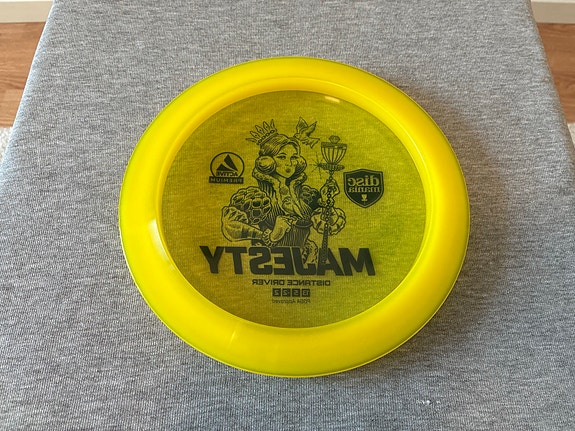 ACTIVE
PREMIUM
disc
mania
MAJESTY
DISTANCE DRIVER
PDGA Approved